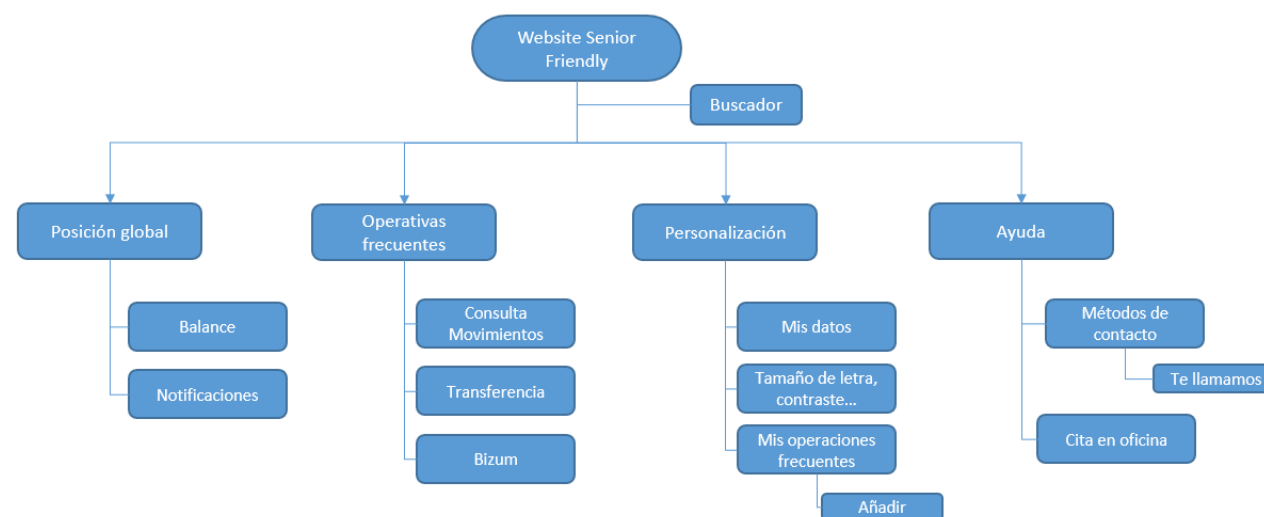 Website Senior
Friendly
Buscador
Posición global
Operativas
frecuentes
Personalización
Ayuda
Balance
Notificaciones
Consulta
Movimientos
Transferencia
Bizum
Mis datos
Tamaño de letra,
contraste...
Mis operaciones
frecuentes
Añadir
Métodos de
contacto
Te llamamos
Cita en oficina